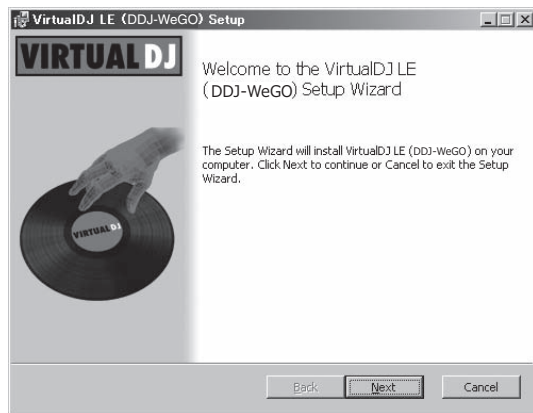 VirtualDJ LE (DDJ-WeGO) Setup
VIRTUAL DJ
Welcome to the VirtualDJ LE
(DDJ-WeGO) Setup Wizard
The Setup Wizard will install VirtualDJ LE (DDJ-WeGO) on your
computer. Click Next to continue or Cancel to exit the Setup
Wizard.
VIRTUAL DJ
Back
Next
Cancel